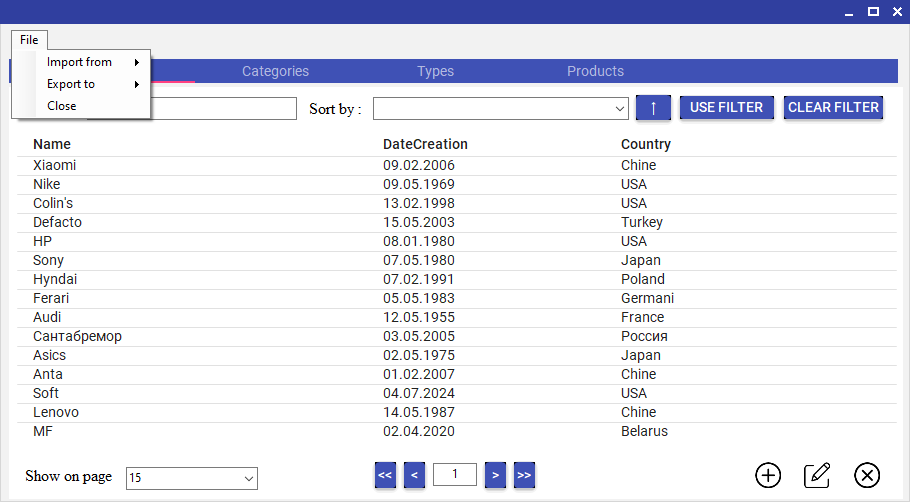 File
Import from
Export to
Close
Categories Types Products
Sort by : ↑ USE FILTER CLEAR FILTER
Name DateCreation Country
Xiaomi 09.02.2006 Chine
Nike 09.05.1969 USA
Colin's 13.02.1998 USA
Defacto 15.05.2003 Turkey
HP 08.01.1980 USA
Sony 07.05.1980 Japan
Hyndai 07.02.1991 Poland
Ferari 05.05.1983 Germani
Audi 12.05.1955 France
Сантабремор 03.05.2005 Россия
Asics 02.05.1975 Japan
Anta 01.02.2007 Chine
Soft 04.07.2024 USA
Lenovo 14.05.1987 Chine
MF 02.04.2020 Belarus
Show on page 15 << < 1 > >>